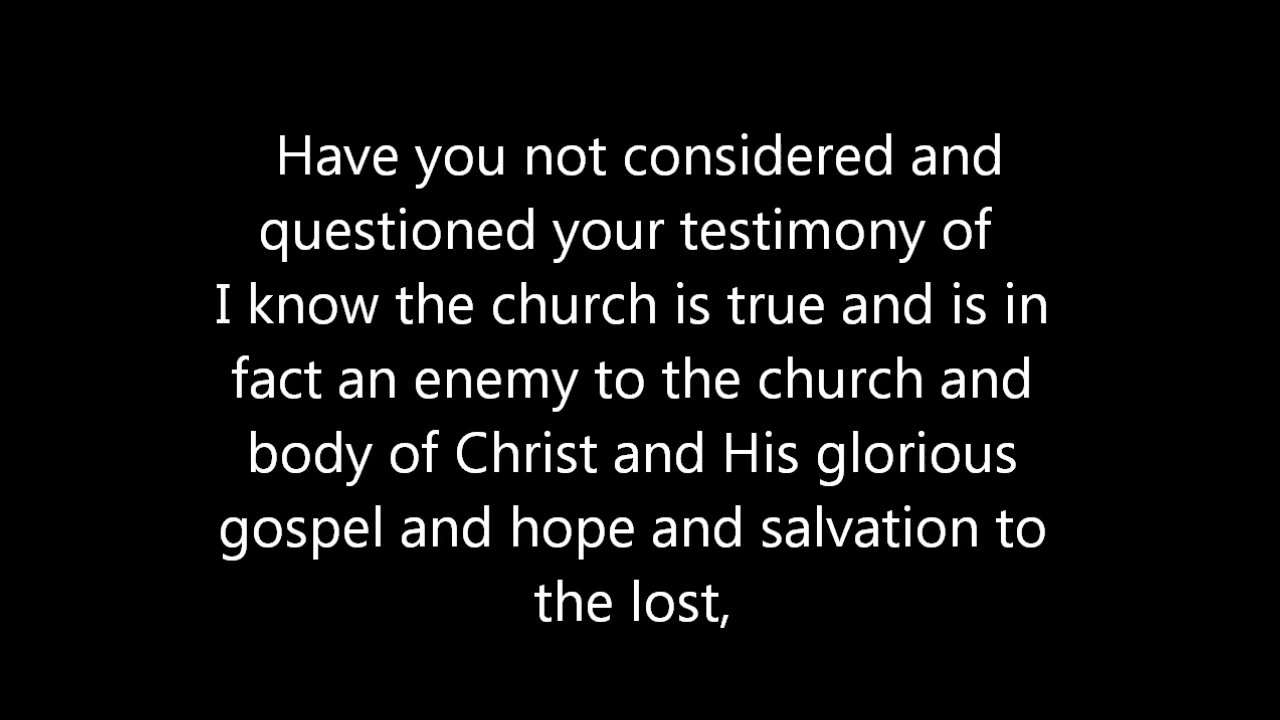 Have you not considered and
questioned your testimony of
I know the church is true and is in
fact an enemy to the church and
body of Christ and His glorious
gospel and hope and salvation to
the lost,